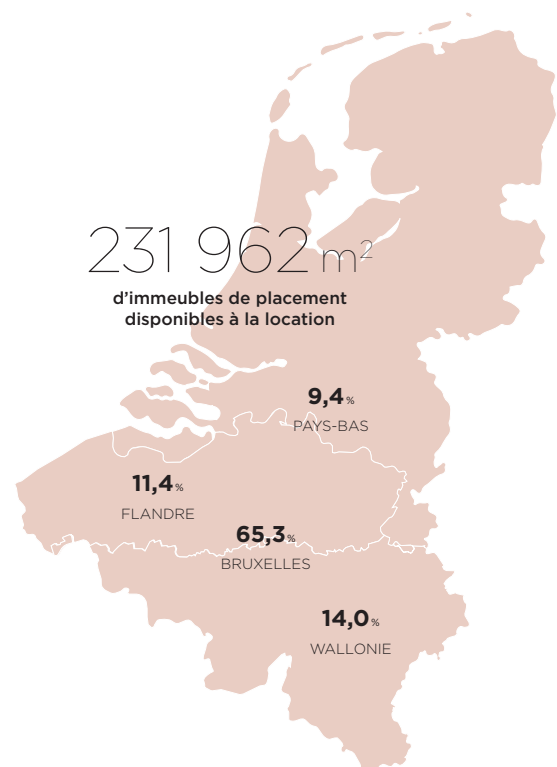 231 962 m²
d'immeubles de placement
disponibles à la location
9,4 %
PAYS-BAS
11,4 %
FLANDRE
65,3 %
BRUXELLES
14,0 %
WALLONIE